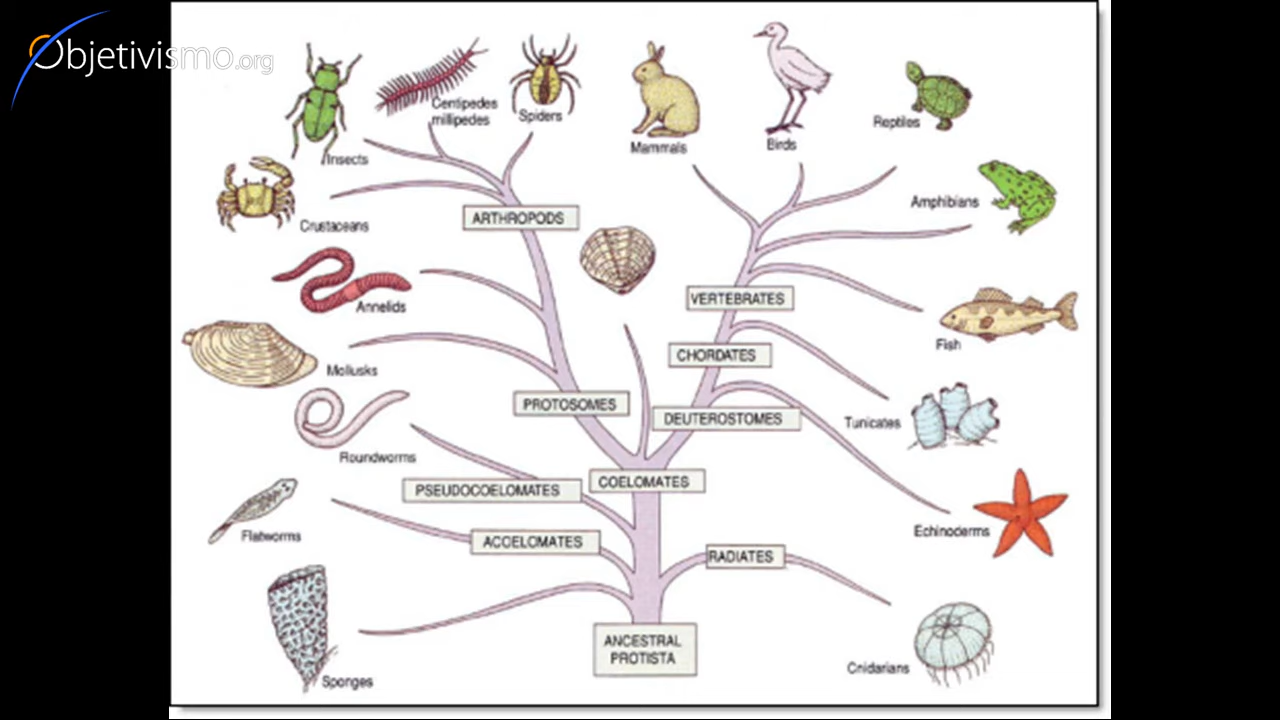 Objetivismo.org
Centipedes
millipedes
Spiders
Insects
Mammals
Birds
Reptiles
Crustaceans
ARTHROPODS
Amphibians
Annelids
VERTEBRATES
Fish
Mollusks
CHORDATES
PROTOSOMES
DEUTEROSTOMES
Tunicates
Roundworms
PSEUDOCOELOMATES
COELOMATES
Flatworms
ACOELOMATES
Echinoderms
RADIATES
ANCESTRAL
PROTISTA
Sponges
Cnidarians